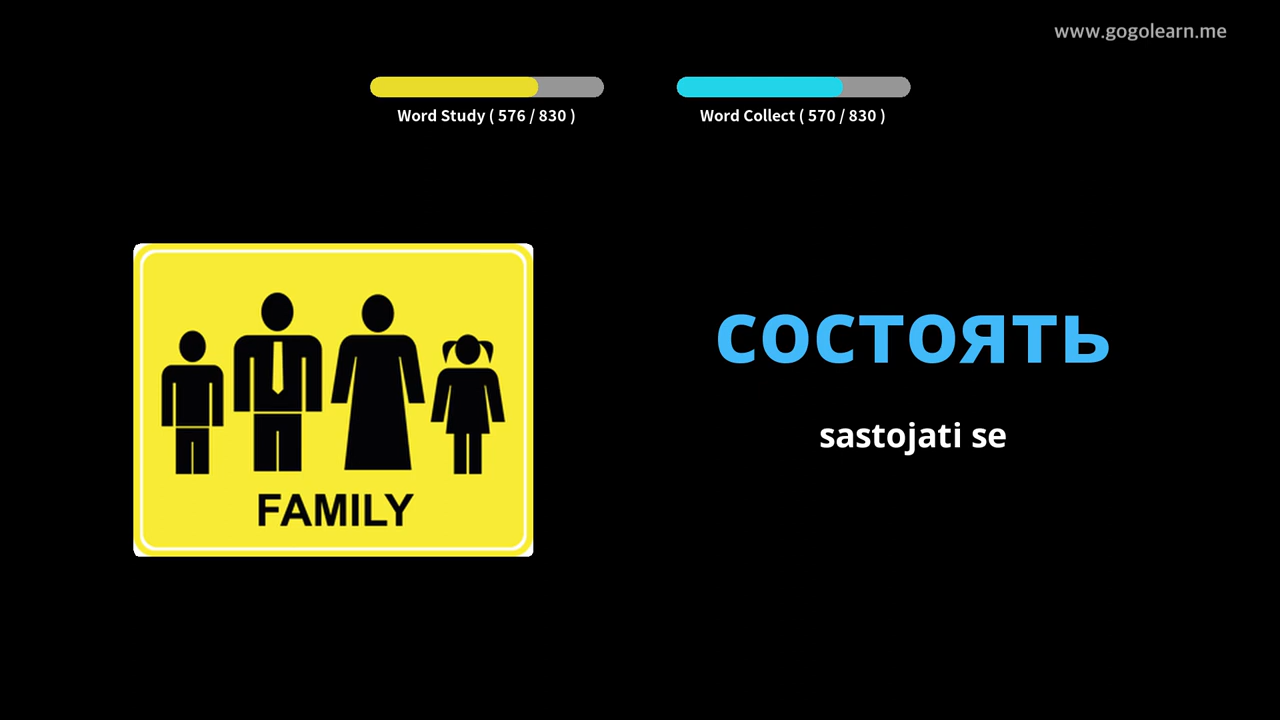 www.gogolearn.me
Word Study ( 576 / 830 )
Word Collect ( 570 / 830 )
FAMILY
состоять
sastojati se